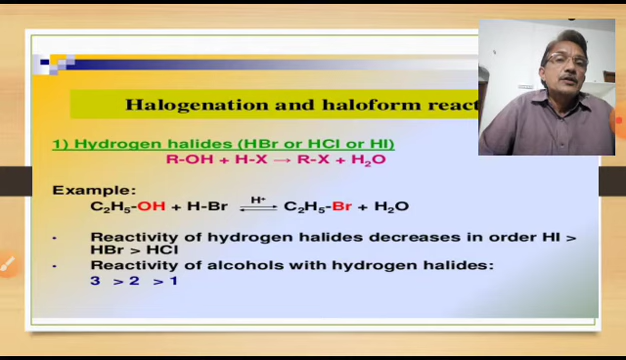 Halogenation and haloform react
1) Hydrogen halides (HBr or HCl or HI)
R-OH + H-X → R-X + H₂O
Example:
H⁺
C₂H₅-OH + H-Br ⇌ C₂H₅-Br + H₂O
• Reactivity of hydrogen halides decreases in order HI >
HBr > HCl
• Reactivity of alcohols with hydrogen halides:
3 > 2 > 1